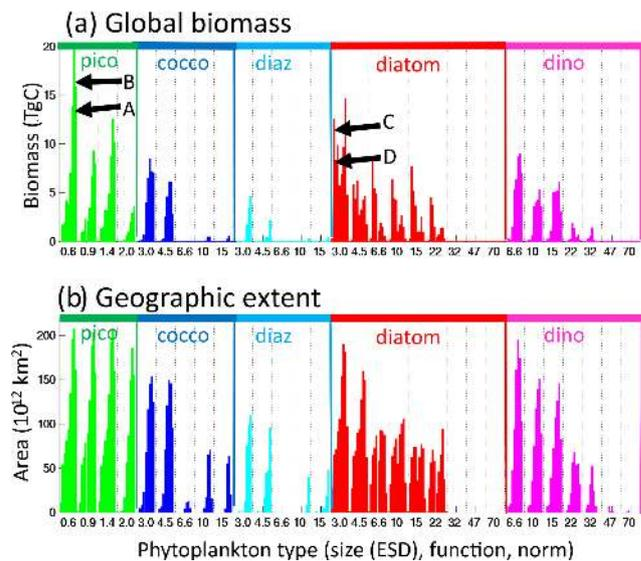 (a) Global biomass
pico cocco diaz diatom dino
B
A
C
D
Biomass (TgC)
20
15
10
5
0
0.6 0.9 1.4 2.0 3.0 4.5 6.6 10 15 3.0 4.5 6.6 10 15 3.0 4.5 6.6 10 15 22 32 47 70 6.6 10 15 22 32 47 70
(b) Geographic extent
pico cocco diaz diatom dino
Area (10¹² km²)
200
150
100
50
0
0.6 0.9 1.4 2.0 3.0 4.5 6.6 10 15 3.0 4.5 6.6 10 15 3.0 4.5 6.6 10 15 22 32 47 70 6.6 10 15 22 32 47 70
Phytoplankton type (size (ESD), function, norm)